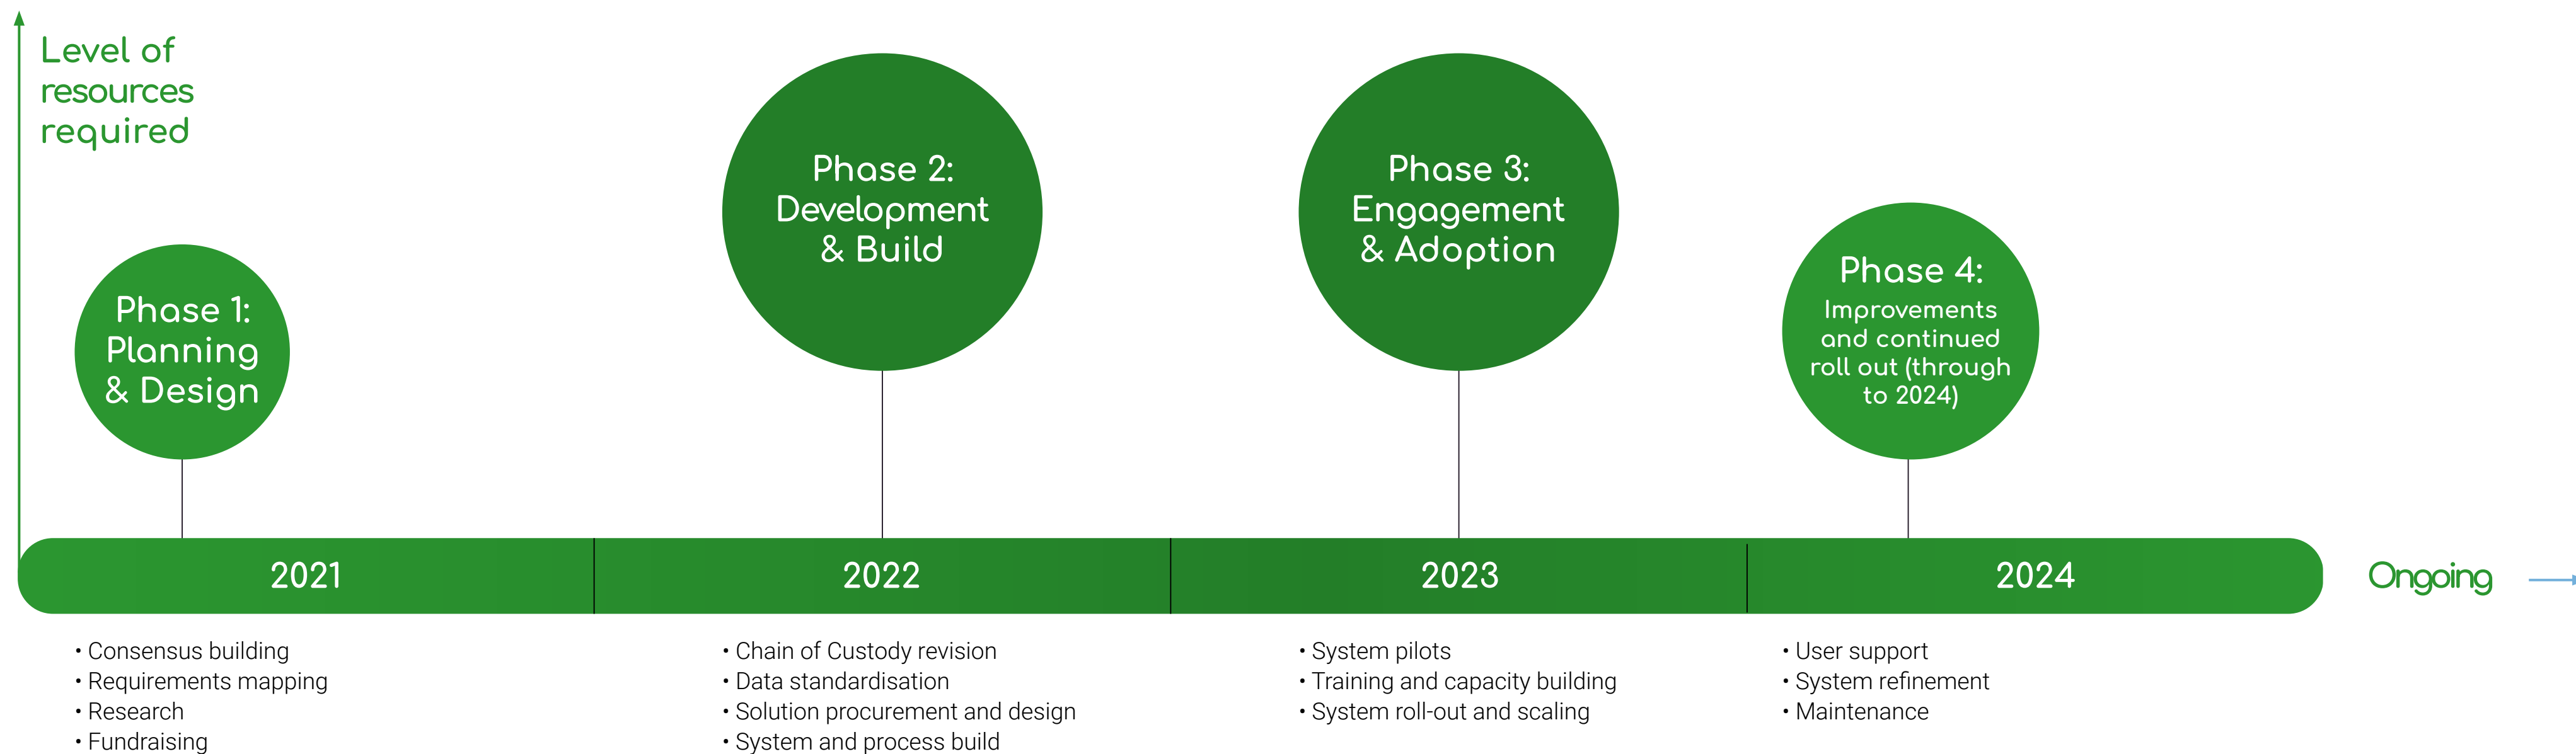 Level of
resources
required
Phase 1:
Planning
& Design
Phase 2:
Development
& Build
Phase 3:
Engagement
& Adoption
Phase 4:
Improvements
and continued
roll out (through
to 2024)
2021
2022
2023
2024
Ongoing
• Consensus building
• Requirements mapping
• Research
• Fundraising
• Chain of Custody revision
• Data standardisation
• Solution procurement and design
• System and process build
• System pilots
• Training and capacity building
• System roll-out and scaling
• User support
• System refinement
• Maintenance